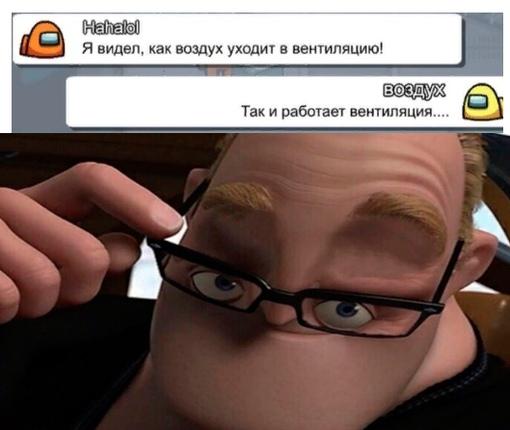 Hahalol
Я видел, как воздух уходит в вентиляцию!
воздух
Так и работает вентиляция....